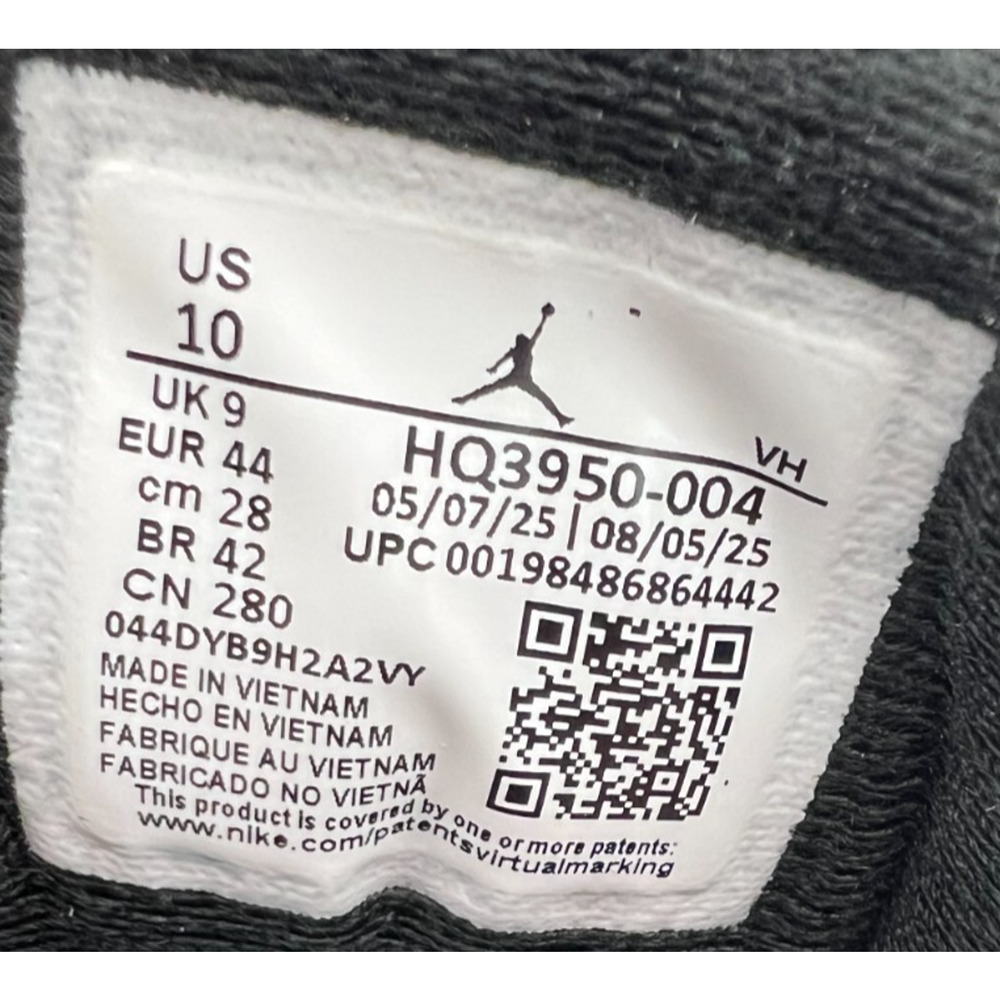 US
10
UK 9
EUR 44
cm 28
BR 42
CN 280
044DYB9H2A2VY
MADE IN VIETNAM
HECHO EN VIETNAM
FABRIQUE AU VIETNAM
FABRICADO NO VIETNÃ
VH
HQ3950-004
05/07/25 | 08/05/25
UPC 00198486864442
This product is covered by one or more patents:
www.nike.com/patentsvirtualmarking